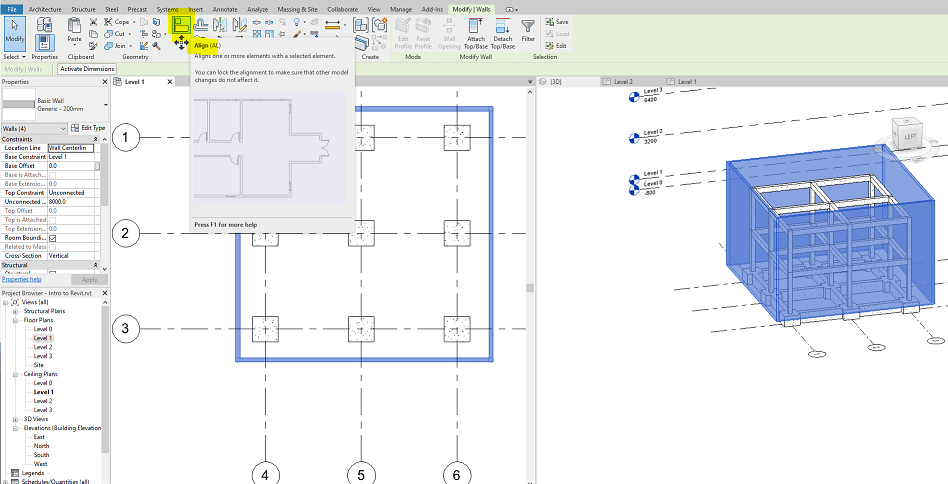 File Architecture Structure Steel Precast Systems Insert Annotate Analyze Massing & Site Collaborate View Manage Add-Ins Modify | Walls
Modify
Paste
Cope
Cut
Join
Edit Profile
Reset Profile
Wall Opening
Attach Top/Base
Detach Top/Base
Filter
Save
Load
Edit
Select
Properties
Clipboard
Geometry
Create
Mode
Modify Wall
Selection
Modify | Walls
Activate Dimensions
Align (AL)
Aligns one or more elements with a selected element.
You can lock the alignment to make sure that other model
changes do not affect it.
Press F1 for more help
Properties
Basic Wall
Generic - 200mm
Walls (4)
Edit Type
Constraints
Location Line Wall Centerlin
Base Constraint Level 1
Base Offset 0.0
Base is Attach...
Base Extensio... 0.0
Top Constraint Unconnected
Unconnected ... 8000.0
Top Offset 0.0
Top is Attached
Top Extension... 0.0
Room Boundi...
Related to Mass
Cross-Section Vertical
Structural
Properties help
Apply
Project Browser - Intro to Revit.rvt
Views (all)
Structural Plans
Floor Plans
Level 0
Level 1
Level 2
Level 3
Site
Ceiling Plans
Level 0
Level 1
Level 2
Level 3
3D Views
Elevations (Building Elevation
East
North
South
West
Legends
Schedules/Quantities (all)
Level 1
1
2
3
4
5
6
{3D}
Level 2
Level 1
Level 3
6400
Level 2
3200
Level 1
Level 0
-800
LEFT